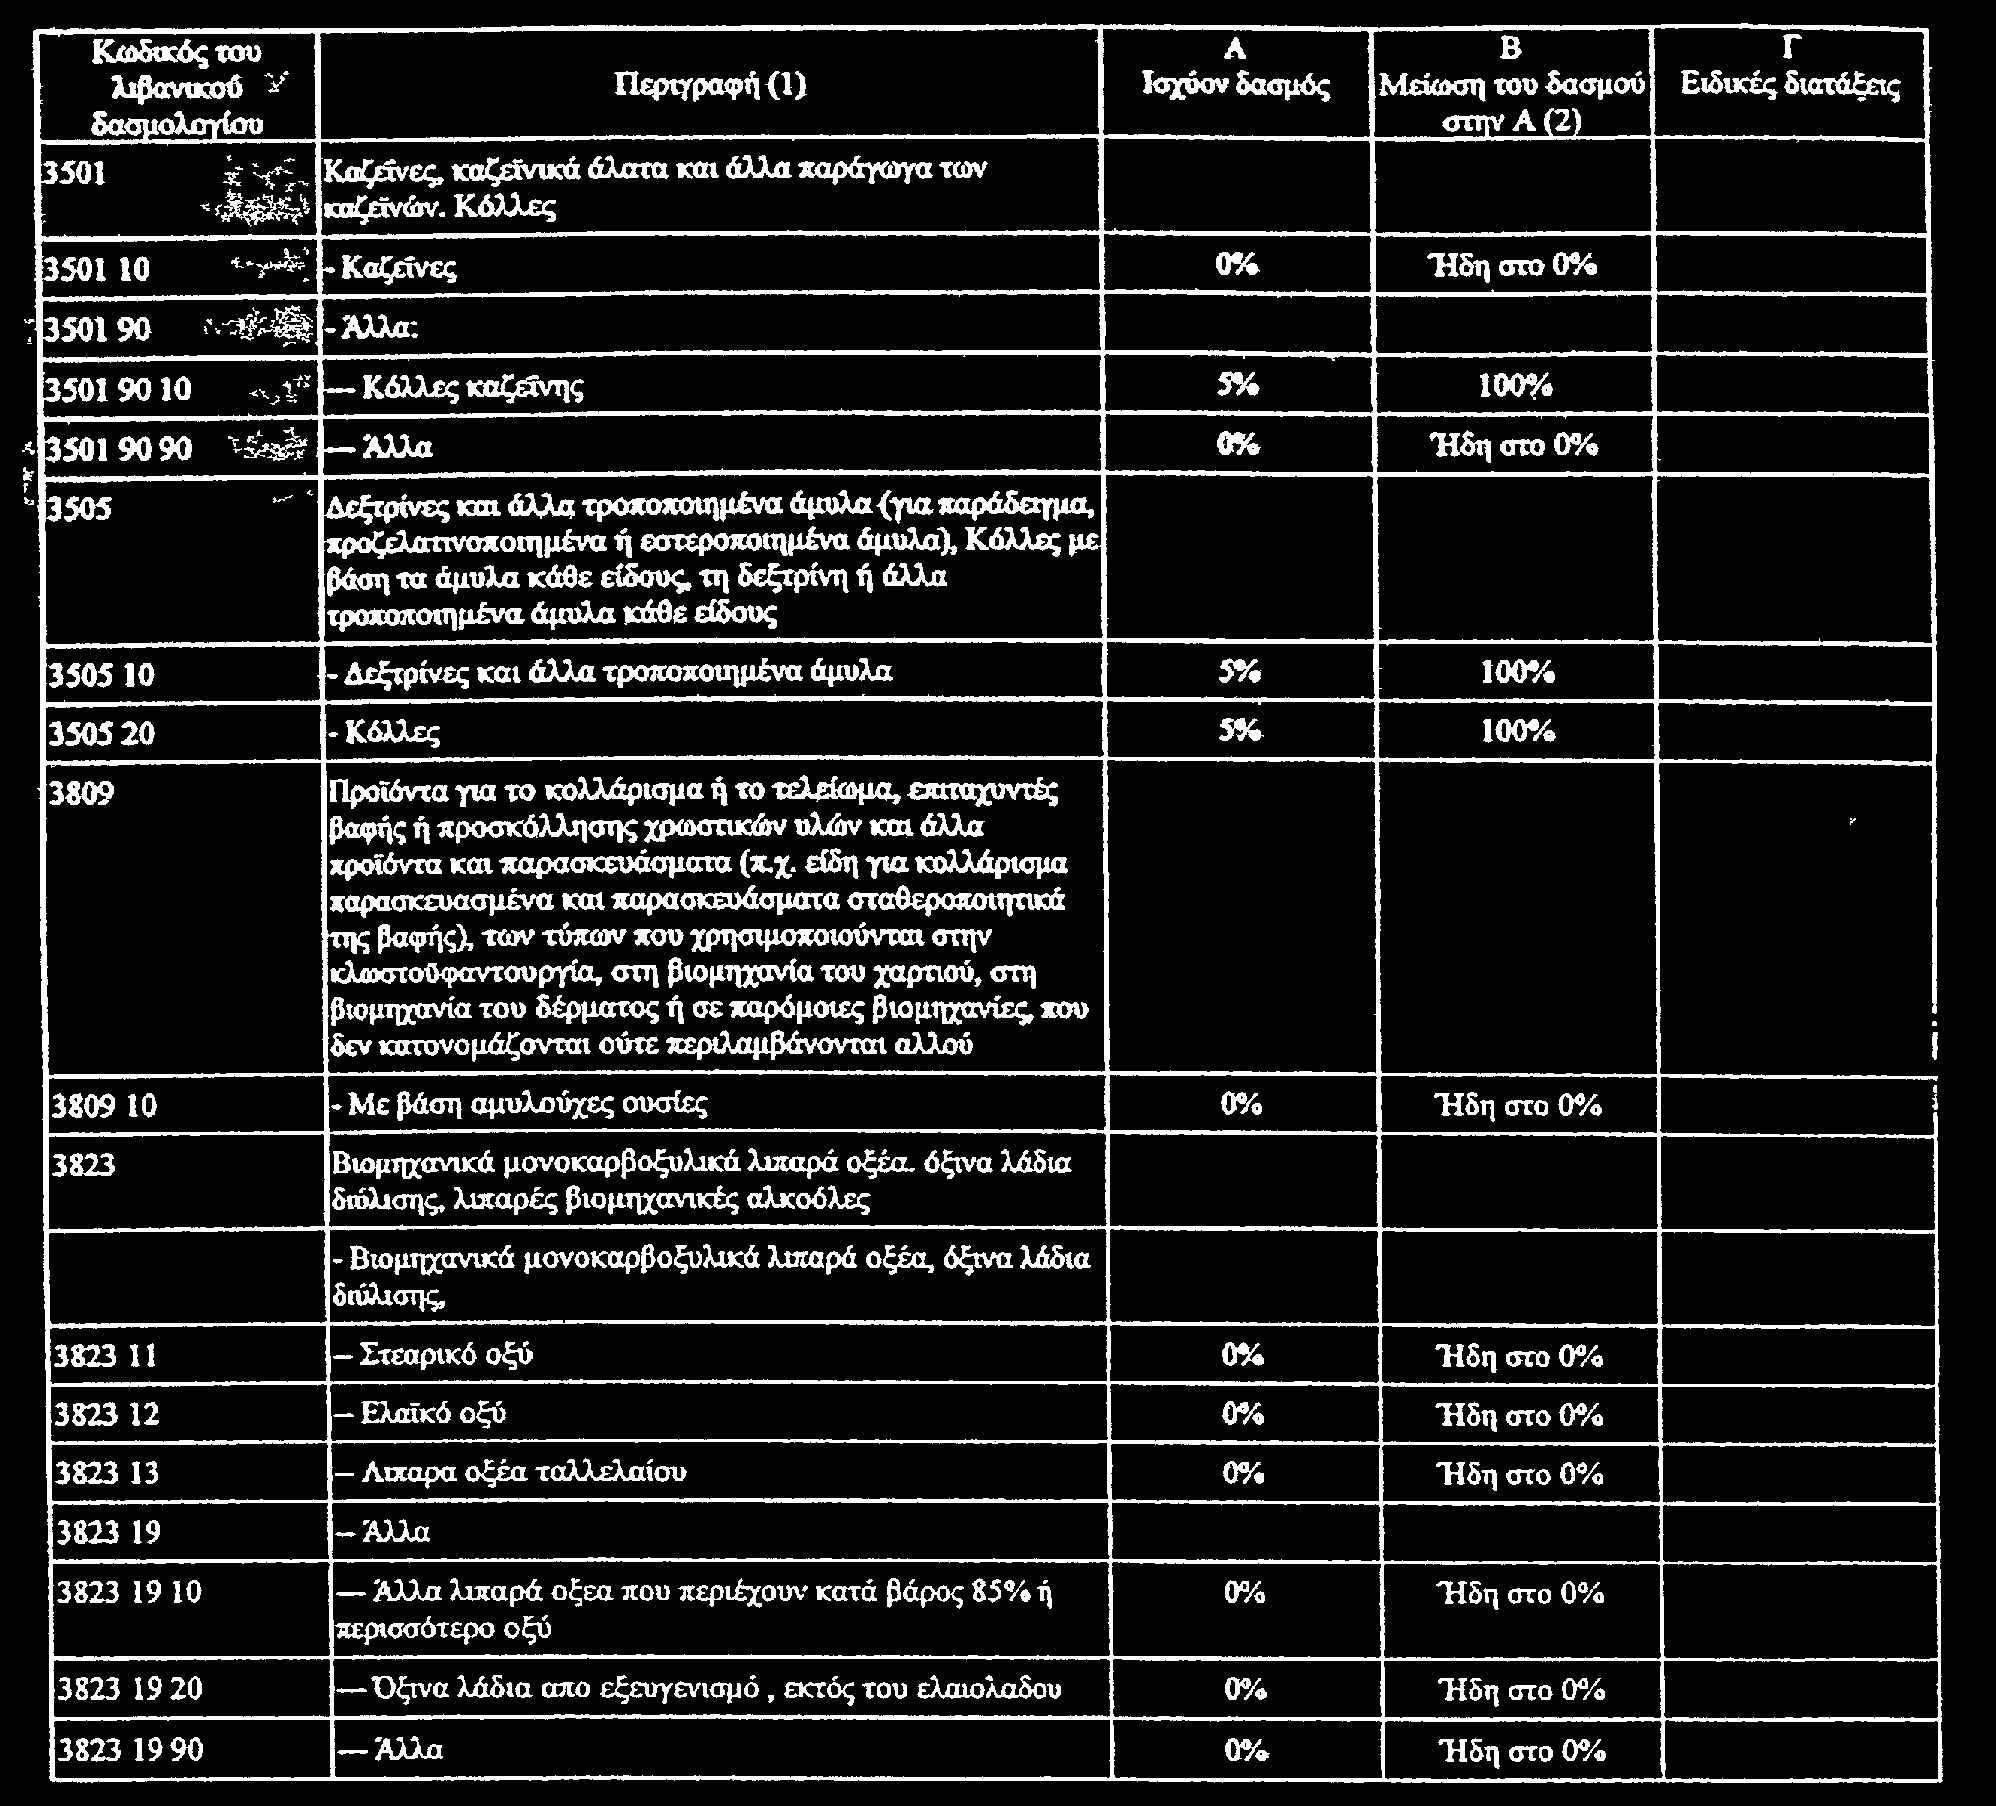 Κωδικός του
λιβανικού
δασμολογίου
Περιγραφή (1)
Α
Ισχύον δασμός
Β
Μείωση του δασμού
στην Α (2)
Γ
Ειδικές διατάξεις
3501
Καζεΐνες, καζεϊνικά άλατα και άλλα παράγωγα των
καζεϊνών. Κόλλες
3501 10 - Καζεΐνες 0% Ήδη στο 0%
3501 90 - Άλλα:
3501 90 10 — Κόλλες καζεΐνης 5% 100%
3501 90 90 — Άλλα 0% Ήδη στο 0%
3505 Δεξτρίνες και άλλα τροποποιημένα άμυλα (για παράδειγμα,
προζελατινοποιημένα ή εστεροποιημένα άμυλα), Κόλλες με
βάση τα άμυλα κάθε είδους, τη δεξτρίνη ή άλλα
τροποποιημένα άμυλα κάθε είδους
3505 10 - Δεξτρίνες και άλλα τροποποιημένα άμυλα 5% 100%
3505 20 - Κόλλες 5% 100%
3809 Προϊόντα για το κολλάρισμα ή το τελείωμα, επιταχυντές
βαφής ή προσκόλλησης χρωστικών υλών και άλλα
προϊόντα και παρασκευάσματα (π.χ. είδη για κολλάρισμα
παρασκευασμένα και παρασκευάσματα σταθεροποιητικά
της βαφής), των τύπων που χρησιμοποιούνται στην
κλωστοϋφαντουργία, στη βιομηχανία του χαρτιού, στη
βιομηχανία του δέρματος ή σε παρόμοιες βιομηχανίες, που
δεν κατονομάζονται ούτε περιλαμβάνονται αλλού
3809 10 - Με βάση αμυλούχες ουσίες 0% Ήδη στο 0%
3823 Βιομηχανικά μονοκαρβοξυλικά λιπαρά οξέα. όξινα λάδια
διύλισης, λιπαρές βιομηχανικές αλκοόλες
- Βιομηχανικά μονοκαρβοξυλικά λιπαρά οξέα, όξινα λάδια
διύλισης,
3823 11 – Στεαρικό οξύ 0% Ήδη στο 0%
3823 12 – Ελαϊκό οξύ 0% Ήδη στο 0%
3823 13 – Λιπαρα οξέα ταλλελαίου 0% Ήδη στο 0%
3823 19 – Άλλα
3823 19 10 — Άλλα λιπαρά οξεα που περιέχουν κατά βάρος 85% ή 0% Ήδη στο 0%
περισσότερο οξύ
3823 19 20 — Όξινα λάδια απο εξευγενισμό , εκτός του ελαιολαδου 0% Ήδη στο 0%
3823 19 90 — Άλλα 0% Ήδη στο 0%